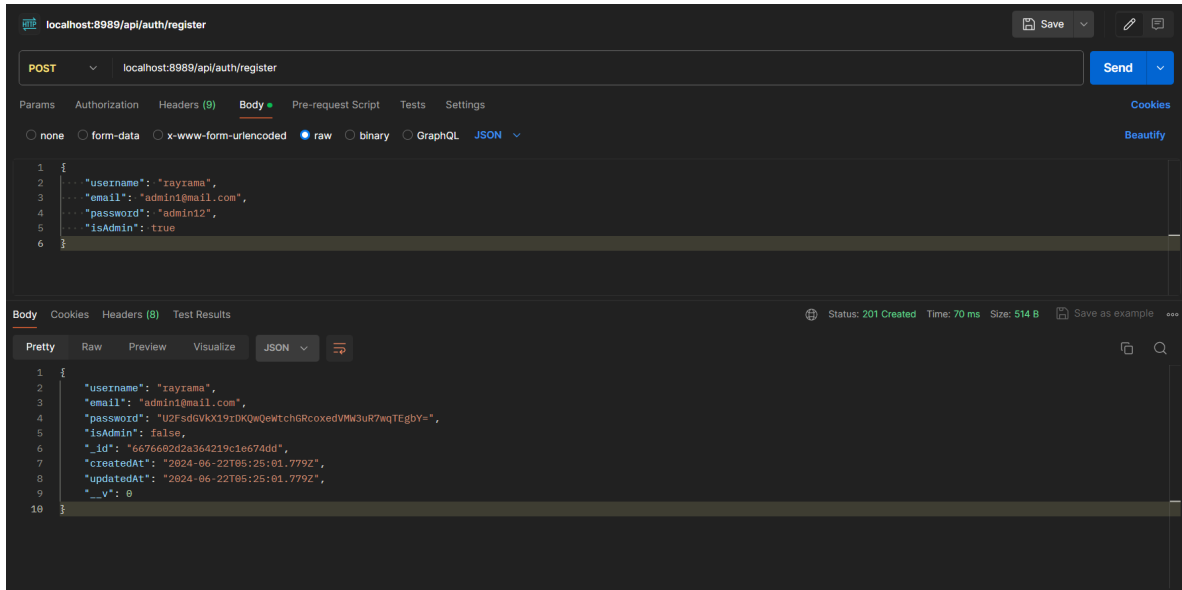 HTTP localhost:8989/api/auth/register Save
POST localhost:8989/api/auth/register Send
Params Authorization Headers (9) Body Pre-request Script Tests Settings Cookies
none form-data x-www-form-urlencoded raw binary GraphQL JSON Beautify
1 {
2 "username": "rayrama",
3 "email": "admin1@mail.com",
4 "password": "admin12",
5 "isAdmin": true
6 }
Body Cookies Headers (8) Test Results Status: 201 Created Time: 70 ms Size: 514 B Save as example
Pretty Raw Preview Visualize JSON
1 {
2 "username": "rayrama",
3 "email": "admin1@mail.com",
4 "password": "U2FsdGVkX19rDKQwQeWtchGRcoxedVMW3uR7wqTEgbY=",
5 "isAdmin": false,
6 "_id": "6676602d2a364219c1e674dd",
7 "createdAt": "2024-06-22T05:25:01.779Z",
8 "updatedAt": "2024-06-22T05:25:01.779Z",
9 "__v": 0
10 }